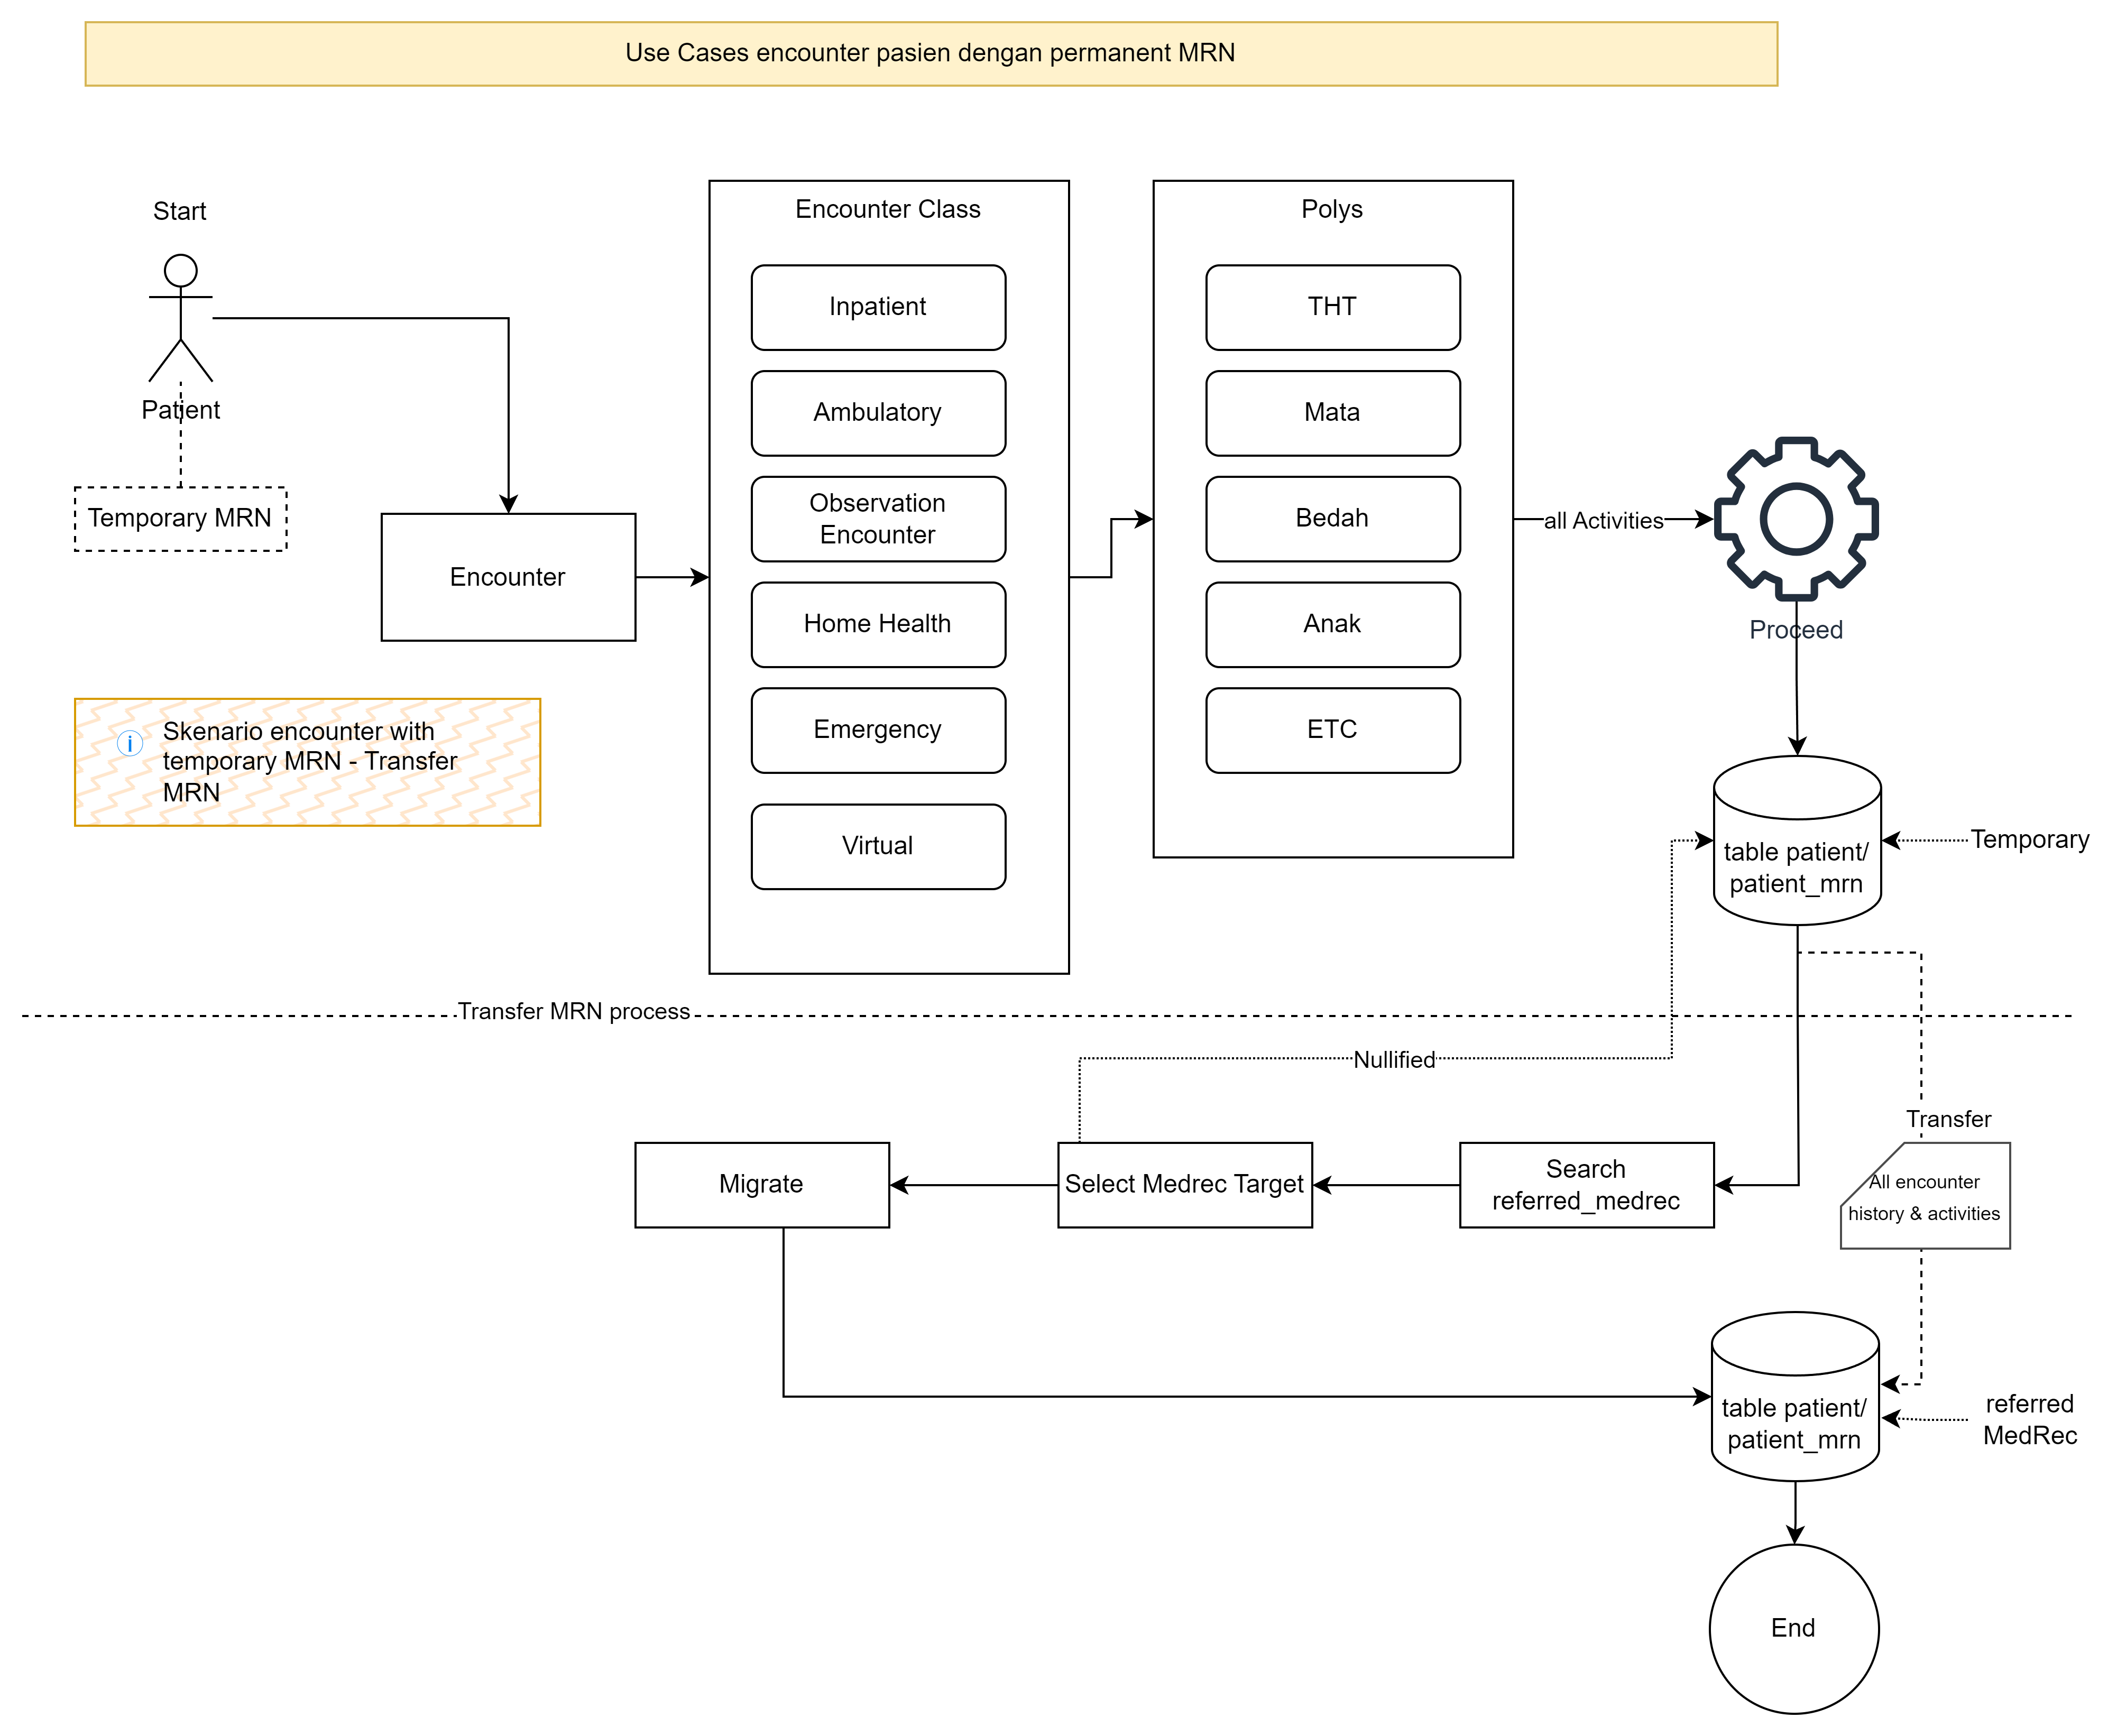 Use Cases encounter pasien dengan permanent MRN
Start
Patient
Temporary MRN
Encounter
Skenario encounter with
temporary MRN - Transfer
MRN
Encounter Class
Inpatient
Ambulatory
Observation
Encounter
Home Health
Emergency
Virtual
Polys
THT
Mata
Bedah
Anak
ETC
all Activities
Proceed
table patient/
patient_mrn
Temporary
Transfer MRN process
Nullified
Transfer
All encounter
history & activities
Search
referred_medrec
Select Medrec Target
Migrate
table patient/
patient_mrn
referred
MedRec
End